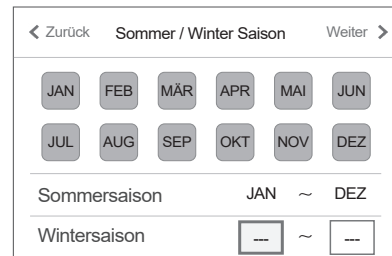 Zurück Sommer / Winter Saison Weiter
JAN FEB MÄR APR MAI JUN
JUL AUG SEP OKT NOV DEZ
Sommersaison JAN ~ DEZ
Wintersaison --- ~ ---